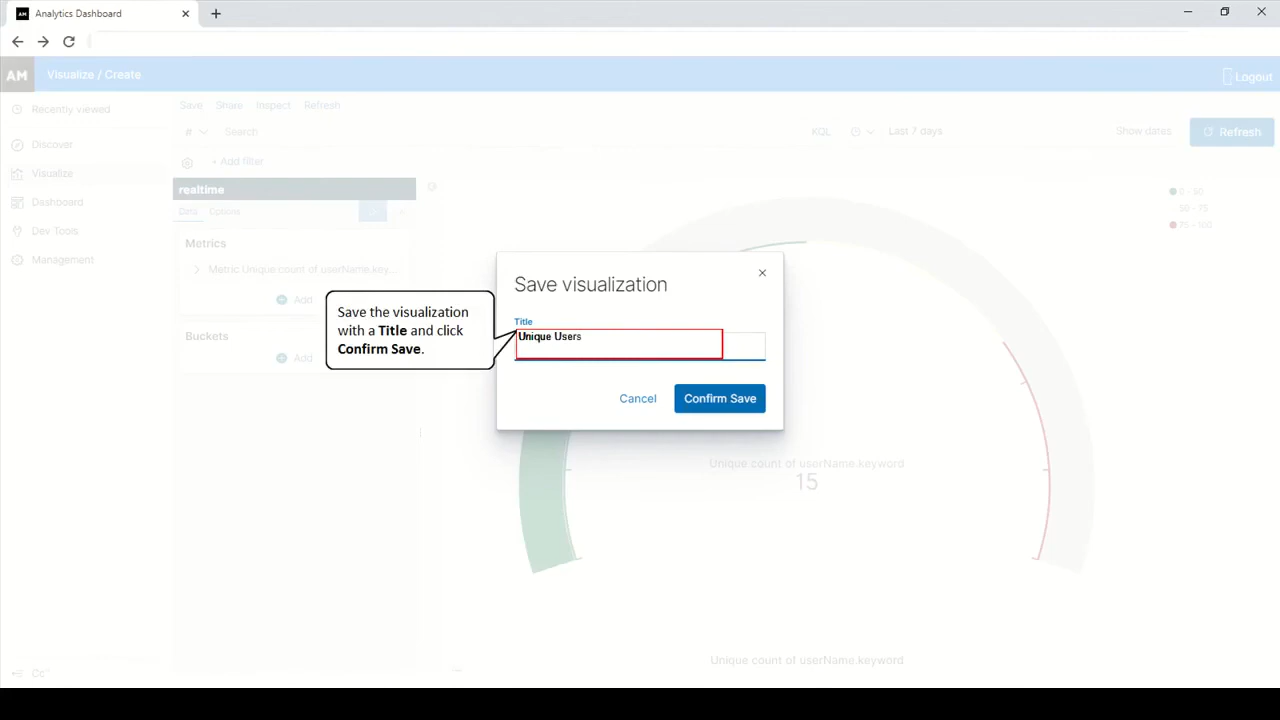 AM Analytics Dashboard
AM Visualize / Create Logout
Recently viewed
Discover
Visualize
Dashboard
Dev Tools
Management
Save Share Inspect Refresh
# Search KQL Last 7 days Show dates Refresh
+ Add filter
realtime
Data Options
Metrics
Metric Unique count of userName.key...
Add
Buckets
Add
Save the visualization
with a Title and click
Confirm Save.
Save visualization
Title
Unique Users
Cancel Confirm Save
0 - 50
50 - 75
75 - 100
Unique count of userName.keyword
15
Unique count of userName.keyword